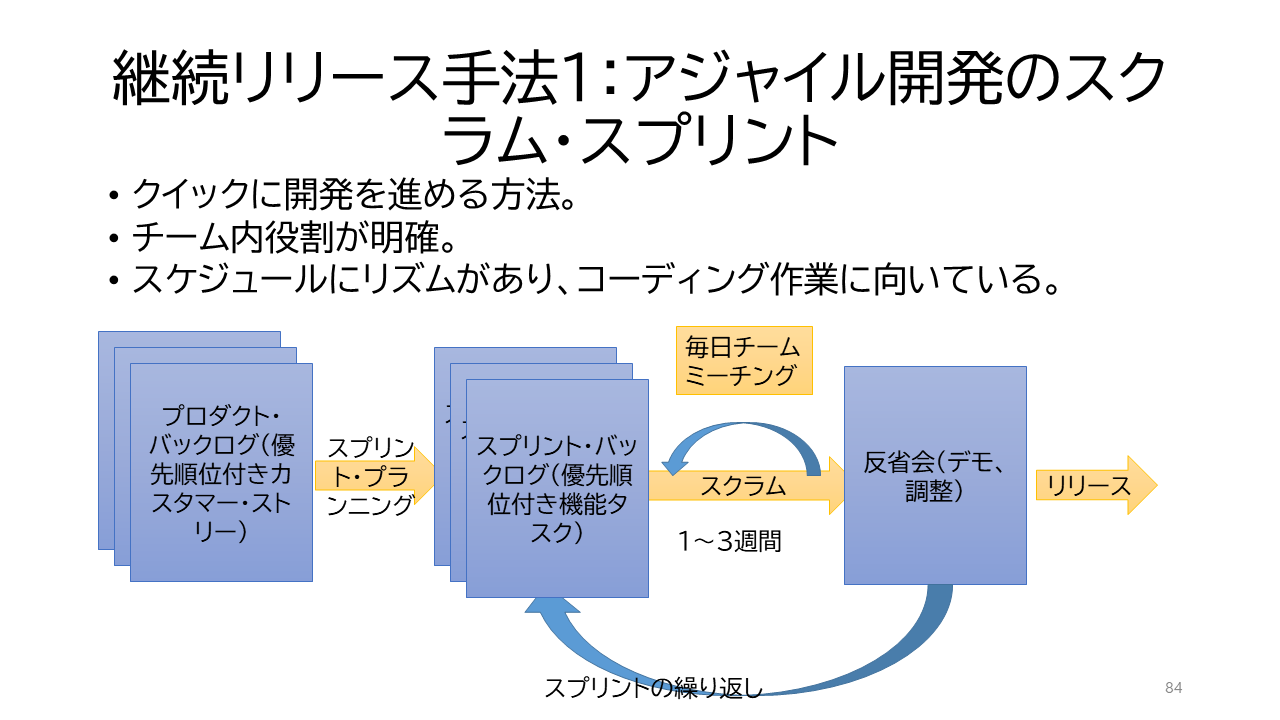 継続リリース手法1：アジャイル開発のスク
ラム・スプリント
• クイックに開発を進める方法。
• チーム内役割が明確。
• スケジュールにリズムがあり、コーディング作業に向いている。
プロダクト・
バックログ（優
先順位付きカ
スタマー・スト
リー）
スプリン
ト・プラ
ンニング
スプリント・バッ
クログ（優先順
位付き機能タ
スク）
毎日チーム
ミーチング
スクラム
1～3週間
反省会（デモ、
調整）
リリース
スプリントの繰り返し
84